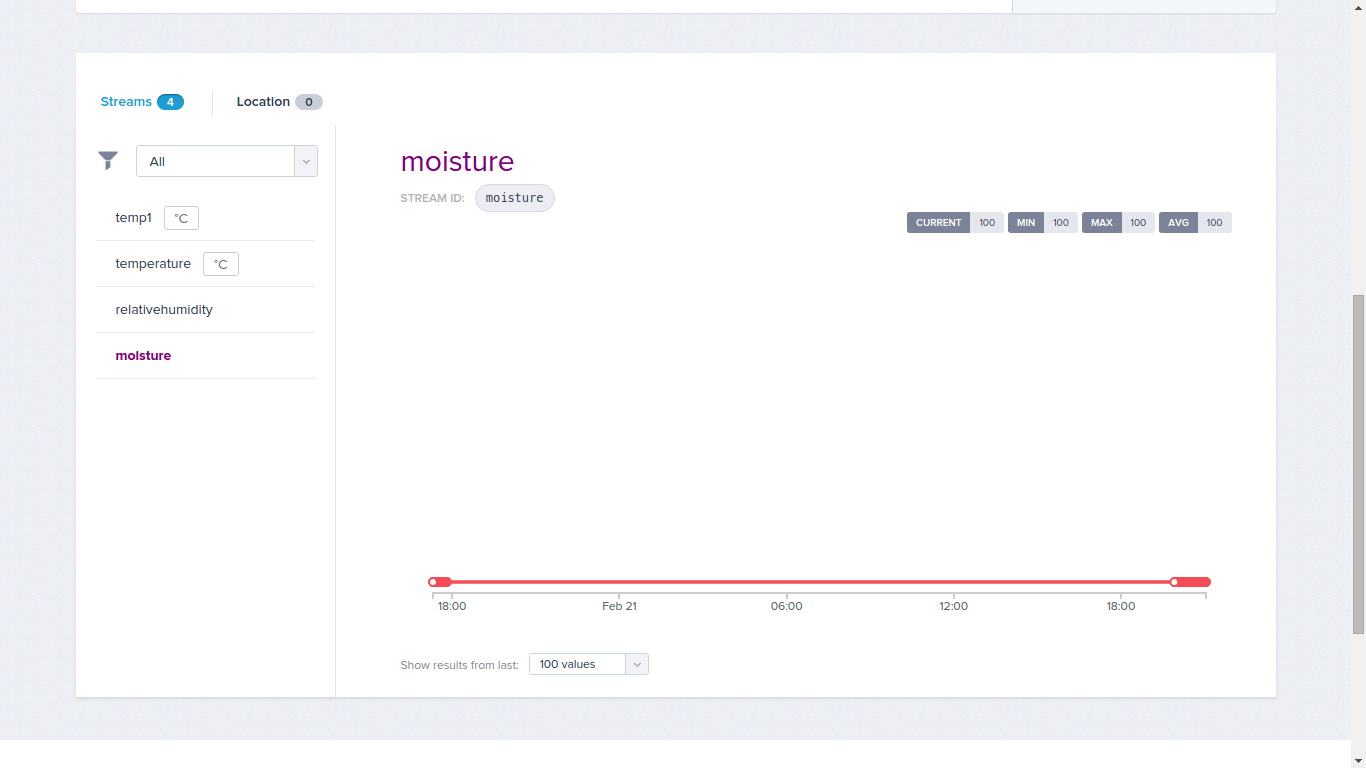 Streams 4 Location 0
All
temp1 °C
temperature °C
relativehumidity
moisture
moisture
STREAM ID: moisture
CURRENT 100 MIN 100 MAX 100 AVG 100
18:00 Feb 21 06:00 12:00 18:00
Show results from last: 100 values